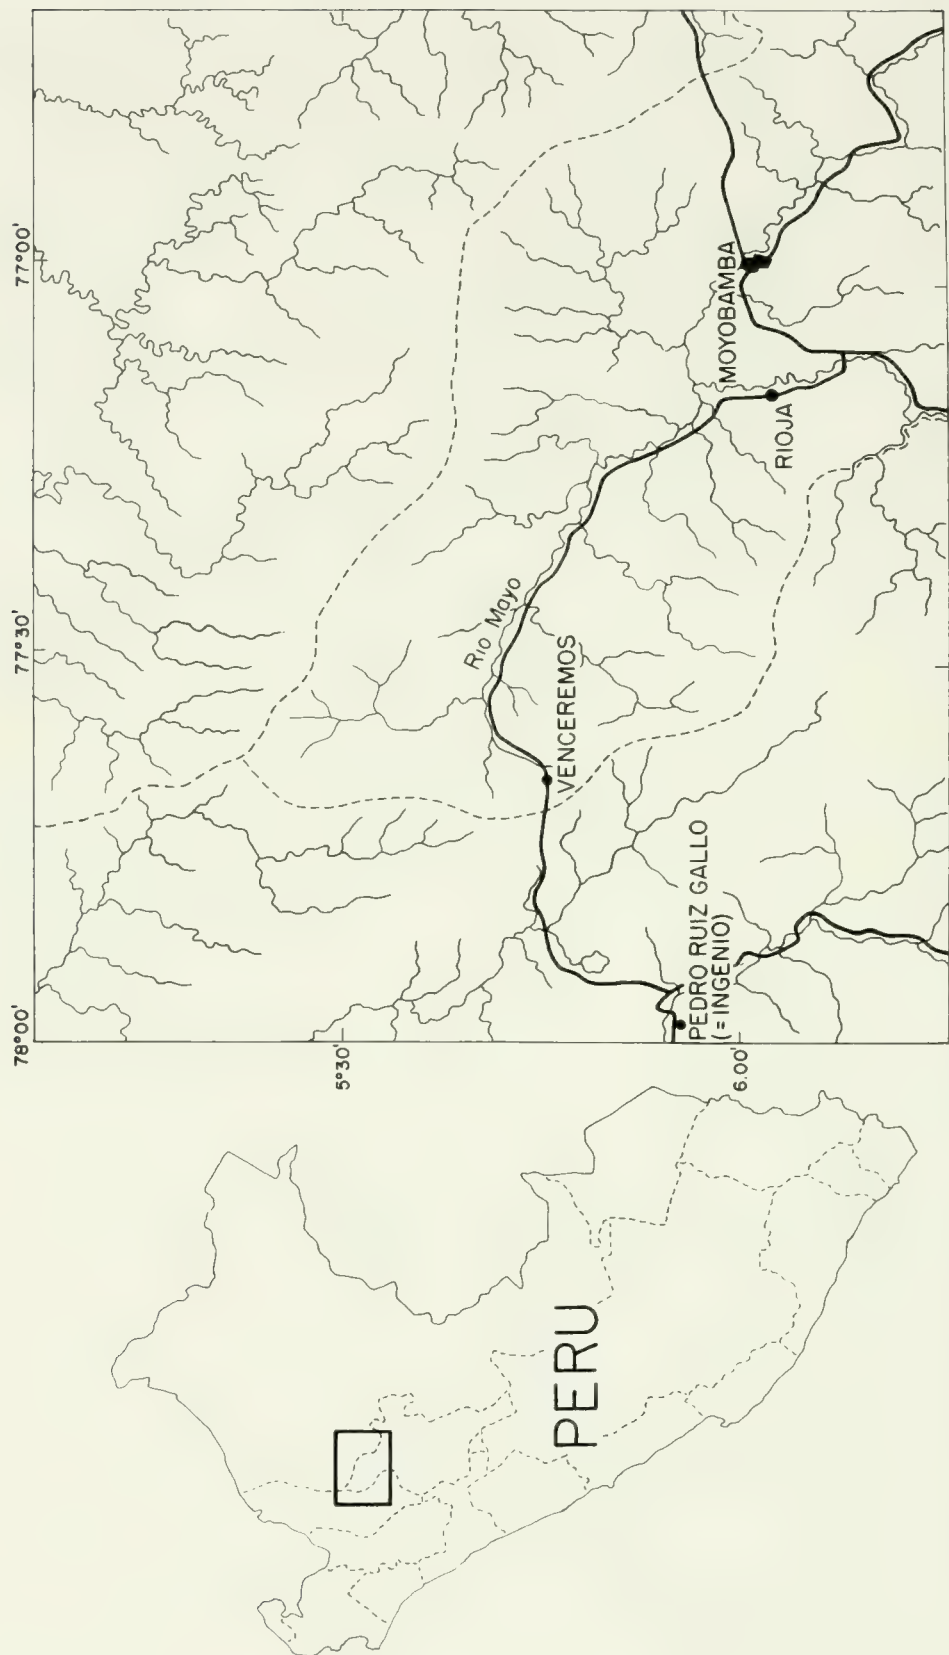 PERU
78°00'
77°30'
77°00'
5°30'
6.00'
Rio Mayo
VENCEREMOS
MOYOBAMBA
RIOJA
PEDRO RUIZ GALLO
(= INGENIO)